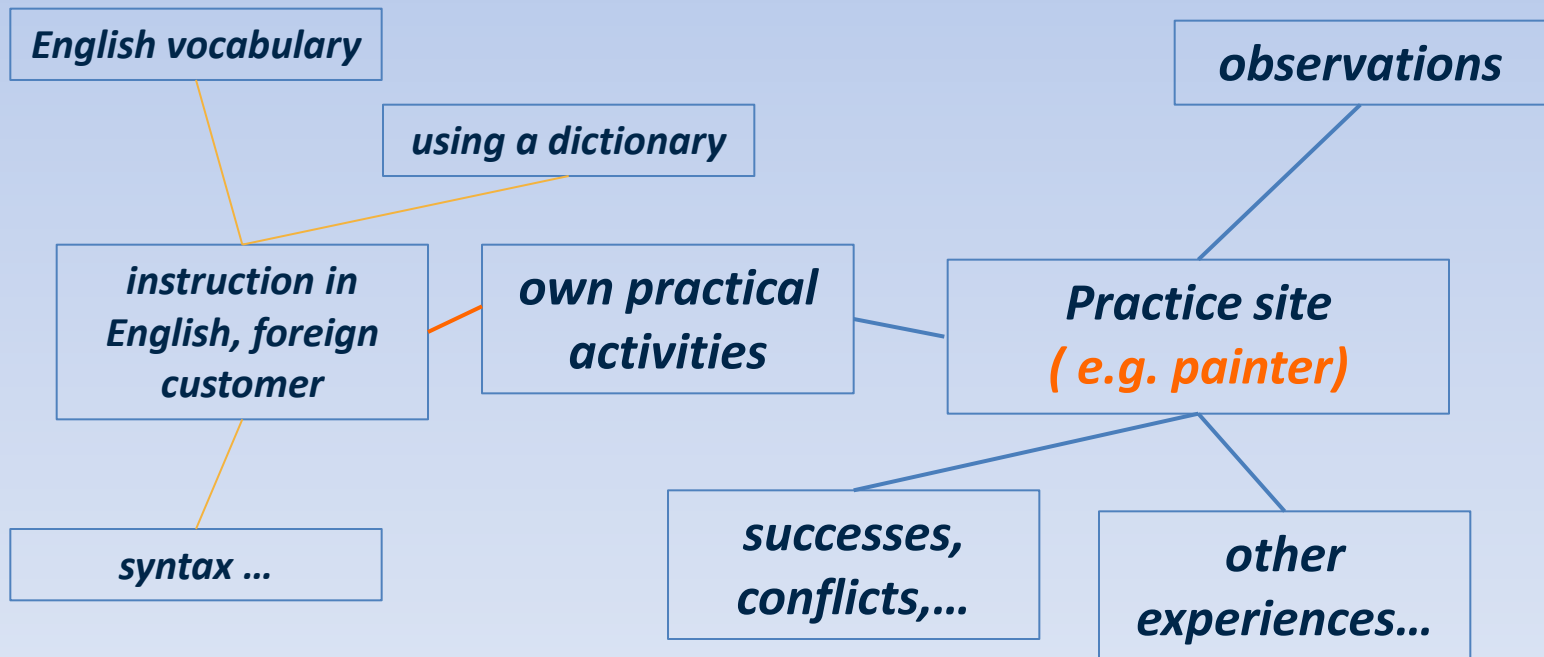 English vocabulary
observations
using a dictionary
instruction in
English, foreign
customer
own practical
activities
Practice site
( e.g. painter)
successes,
conflicts,...
other
experiences...
syntax ...